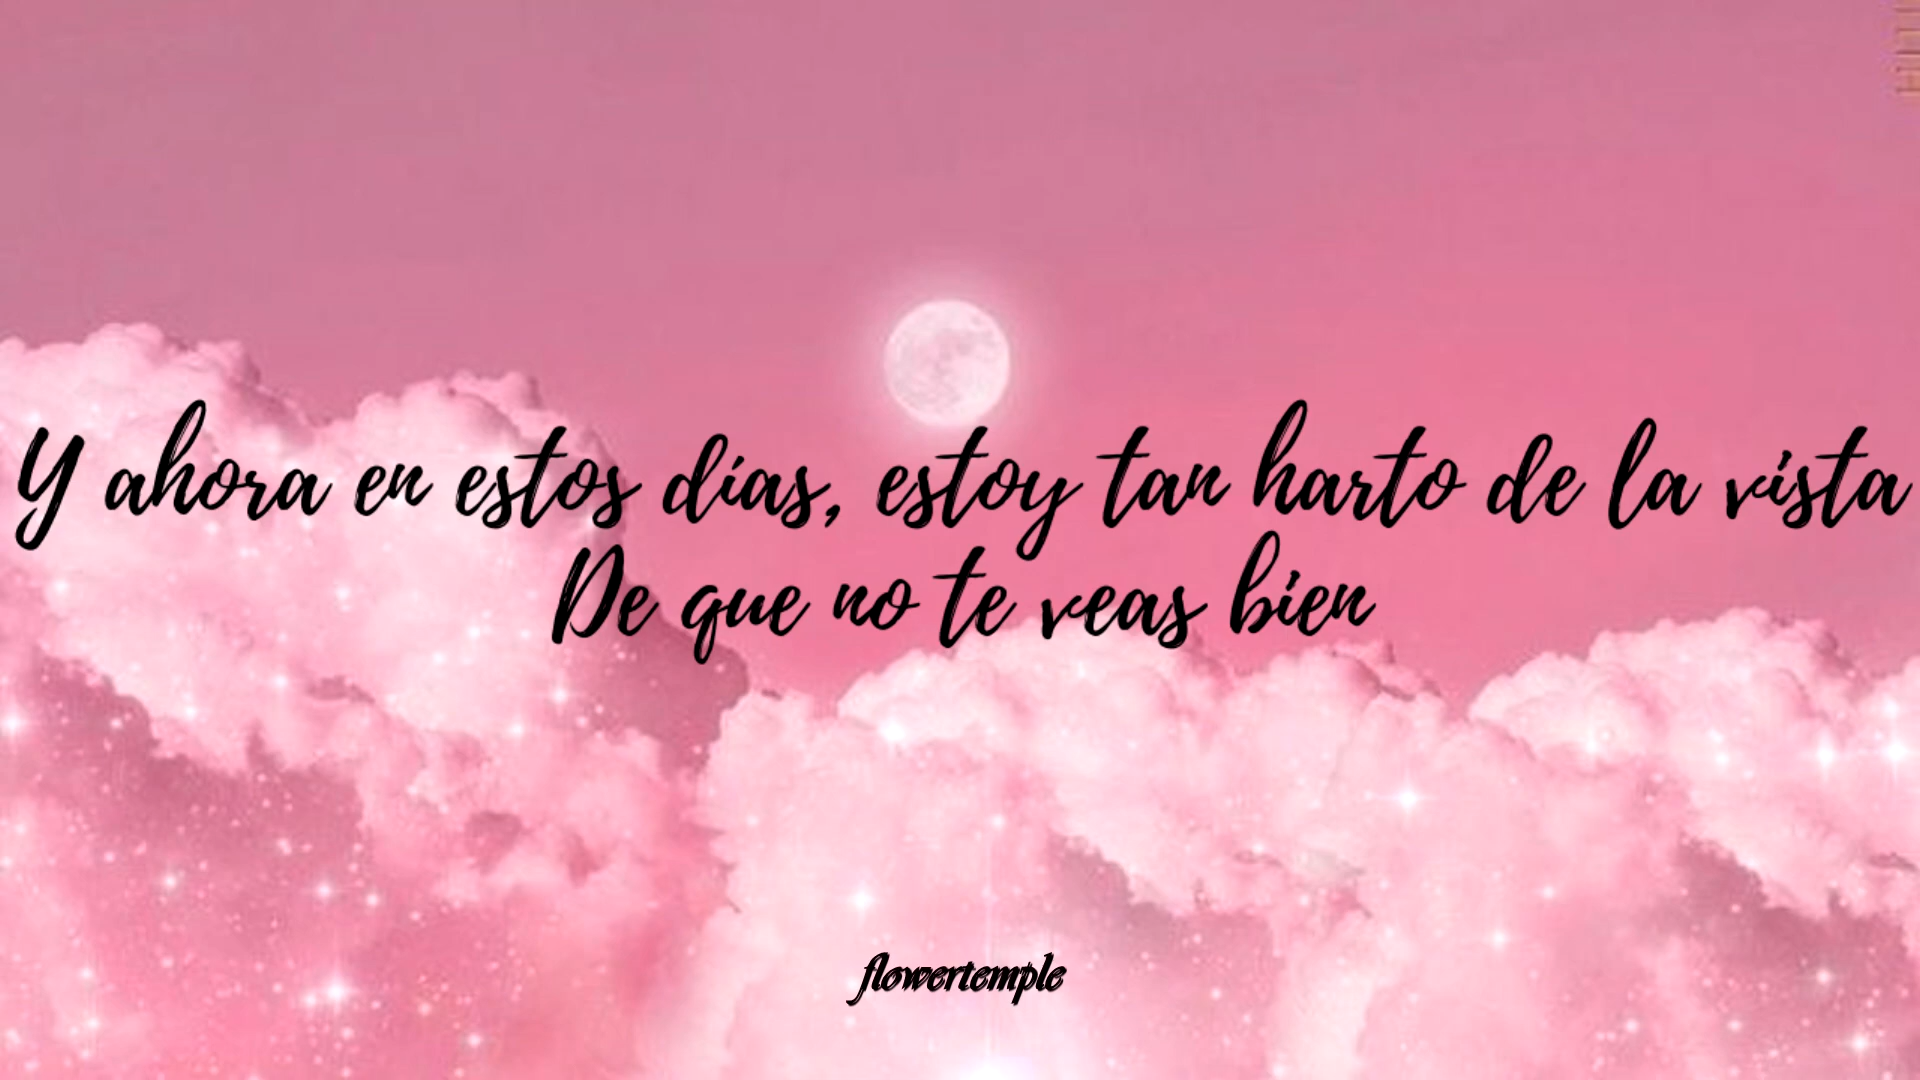 Y ahora en estos días, estoy tan harto de la vista
De que no te veas bien
flowertemple